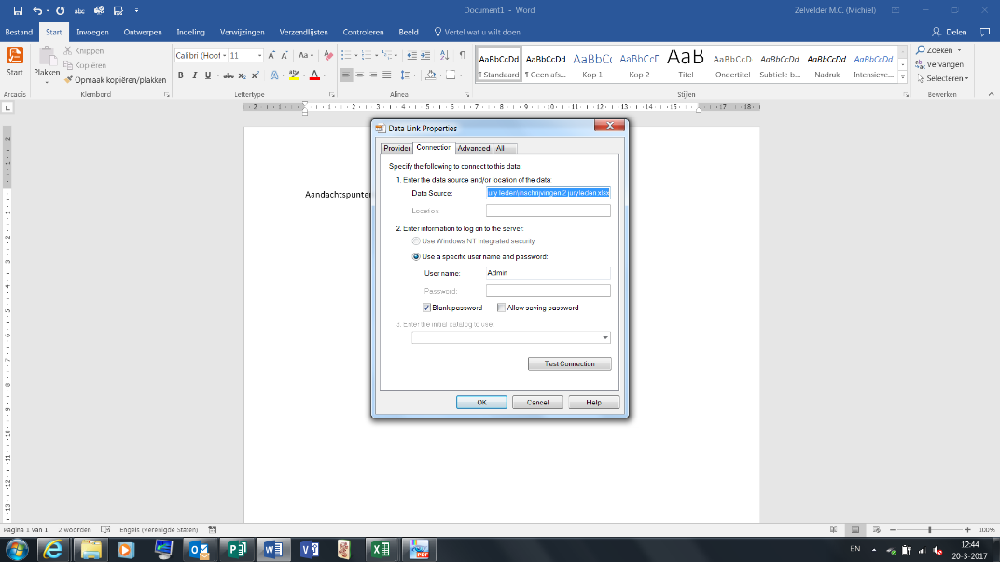 Document1 - Word
Zelvelder M.C. (Michiel)
Bestand Start Invoegen Ontwerpen Indeling Verwijzingen Verzendlijsten Controleren Beeld Vertel wat u wilt doen Delen
Start
Arcadis
Plakken
Knippen
Kopiëren
Opmaak kopiëren/plakken
Klembord
Calibri (Hoof 11
Lettertype
Alinea
AaBbCcDd AaBbCcDd AaBbCc AaBbCcE AaB AaBbCcD AaBbCcDd AaBbCcDd AaBbCcDd
¶ Standaard ¶ Geen afs... Kop 1 Kop 2 Titel Ondertitel Subtiele b... Nadruk Intensieve...
Stijlen
Zoeken
Vervangen
Selecteren
Bewerken
Aandachtspunten
Data Link Properties
Provider Connection Advanced All
Specify the following to connect to this data:
1. Enter the data source and/or location of the data:
Data Source: ury leden\inschrijvingen 2 juryleden.xlsx
Location:
2. Enter information to log on to the server:
Use Windows NT Integrated security
Use a specific user name and password:
User name: Admin
Password:
Blank password Allow saving password
3. Enter the initial catalog to use:
Test Connection
OK Cancel Help
Pagina 1 van 1 2 woorden Engels (Verenigde Staten) 100%
EN 12:44
20-3-2017